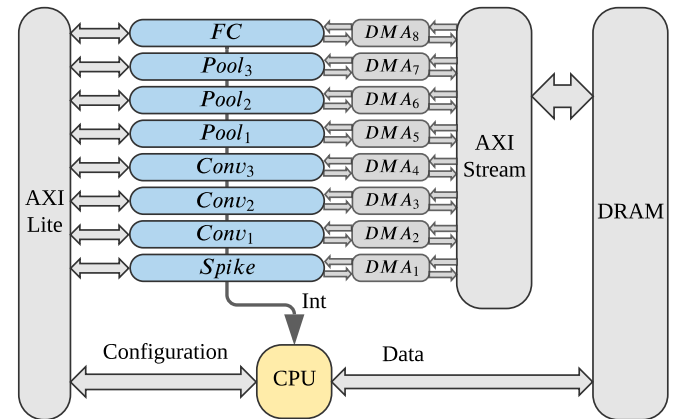 FC
DMA₈
Pool₃
DMA₇
Pool₂
DMA₆
Pool₁
DMA₅
AXI
Stream
Conv₃
DMA₄
AXI
Lite
Conv₂
DMA₃
DRAM
Conv₁
DMA₂
Spike
DMA₁
Int
Configuration
Data
CPU